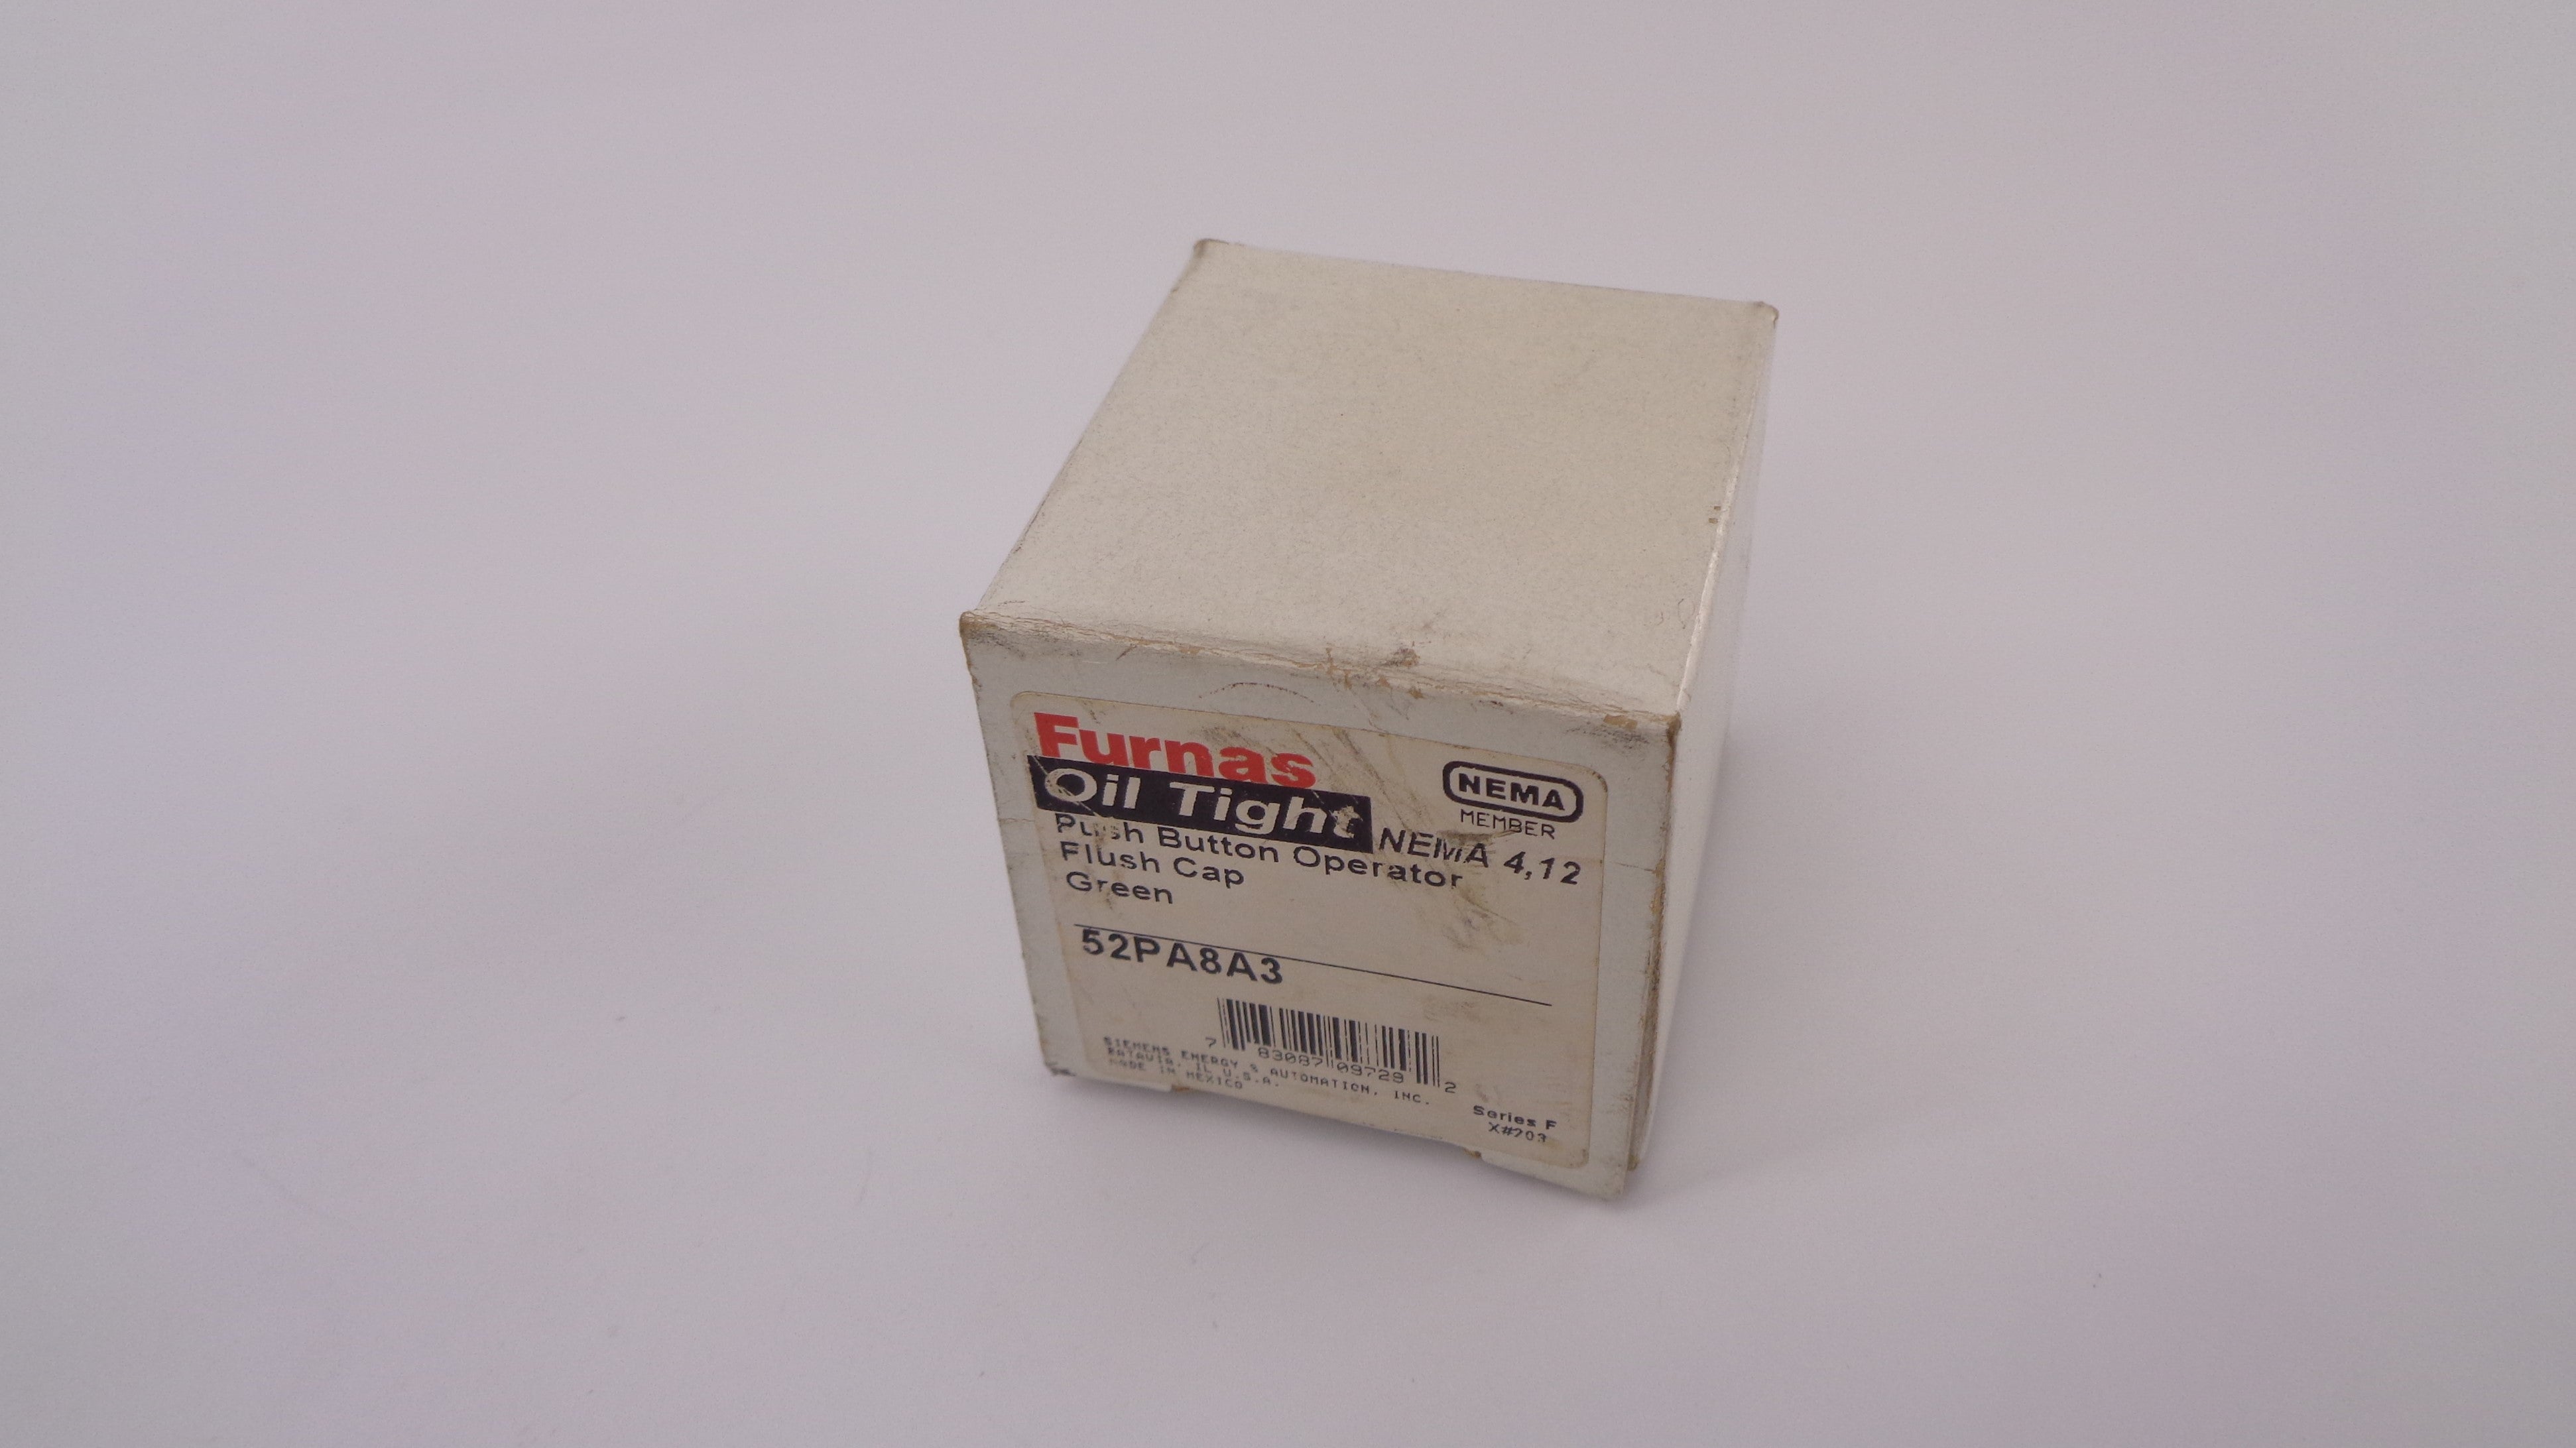 Furnas
Oil Tight NEMA 4,12
NEMA
MEMBER
Push Button Operator
Flush Cap
Green
52PA8A3
7 83087 09729 2
SIEMENS ENERGY & AUTOMATION, INC.
BATAVIA, IL U.S.A.
MADE IN MEXICO
Series F
X#203